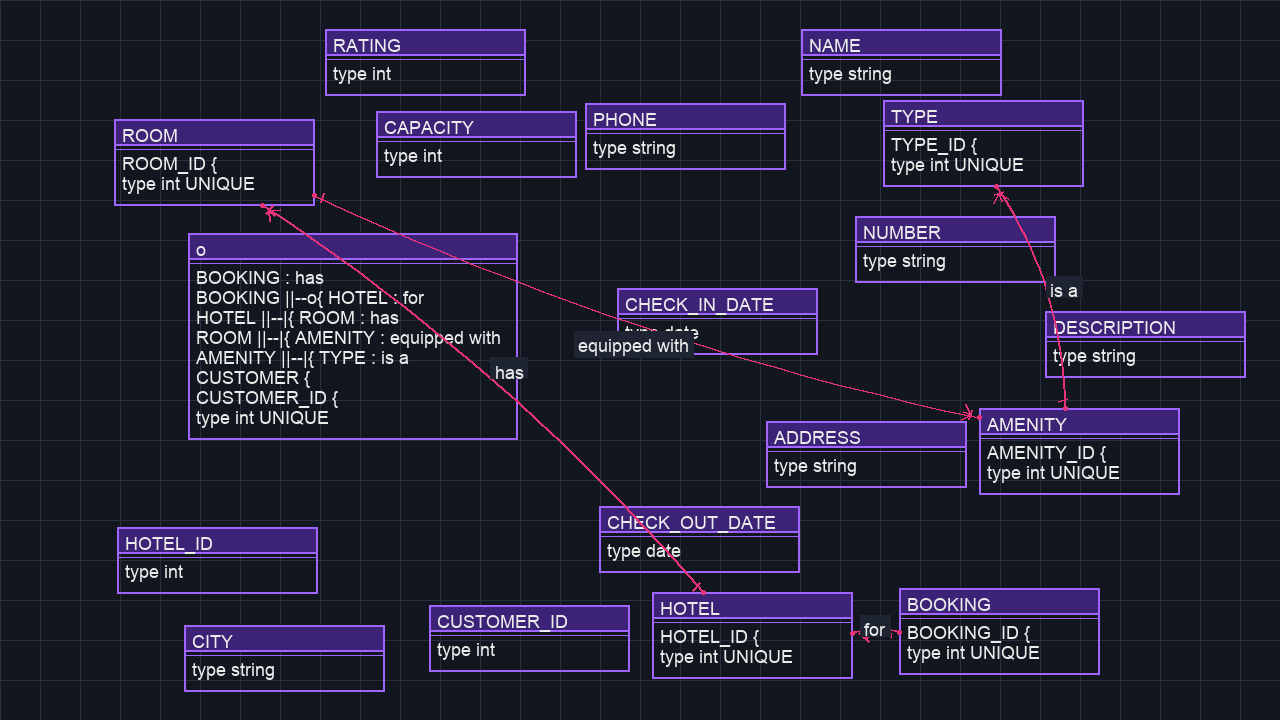 RATING
type int
NAME
type string
CAPACITY
type int
PHONE
type string
TYPE
TYPE_ID {
type int UNIQUE
ROOM
ROOM_ID {
type int UNIQUE
NUMBER
type string
o
BOOKING : has
BOOKING ||--o{ HOTEL : for
HOTEL ||--|{ ROOM : has
ROOM ||--|{ AMENITY : equipped with
AMENITY ||--|{ TYPE : is a
CUSTOMER {
CUSTOMER_ID {
type int UNIQUE
CHECK_IN_DATE
type date
is a
equipped with
has
DESCRIPTION
type string
AMENITY
AMENITY_ID {
type int UNIQUE
ADDRESS
type string
CHECK_OUT_DATE
type date
HOTEL_ID
type int
CITY
type string
CUSTOMER_ID
type int
HOTEL
HOTEL_ID {
type int UNIQUE
for
BOOKING
BOOKING_ID {
type int UNIQUE